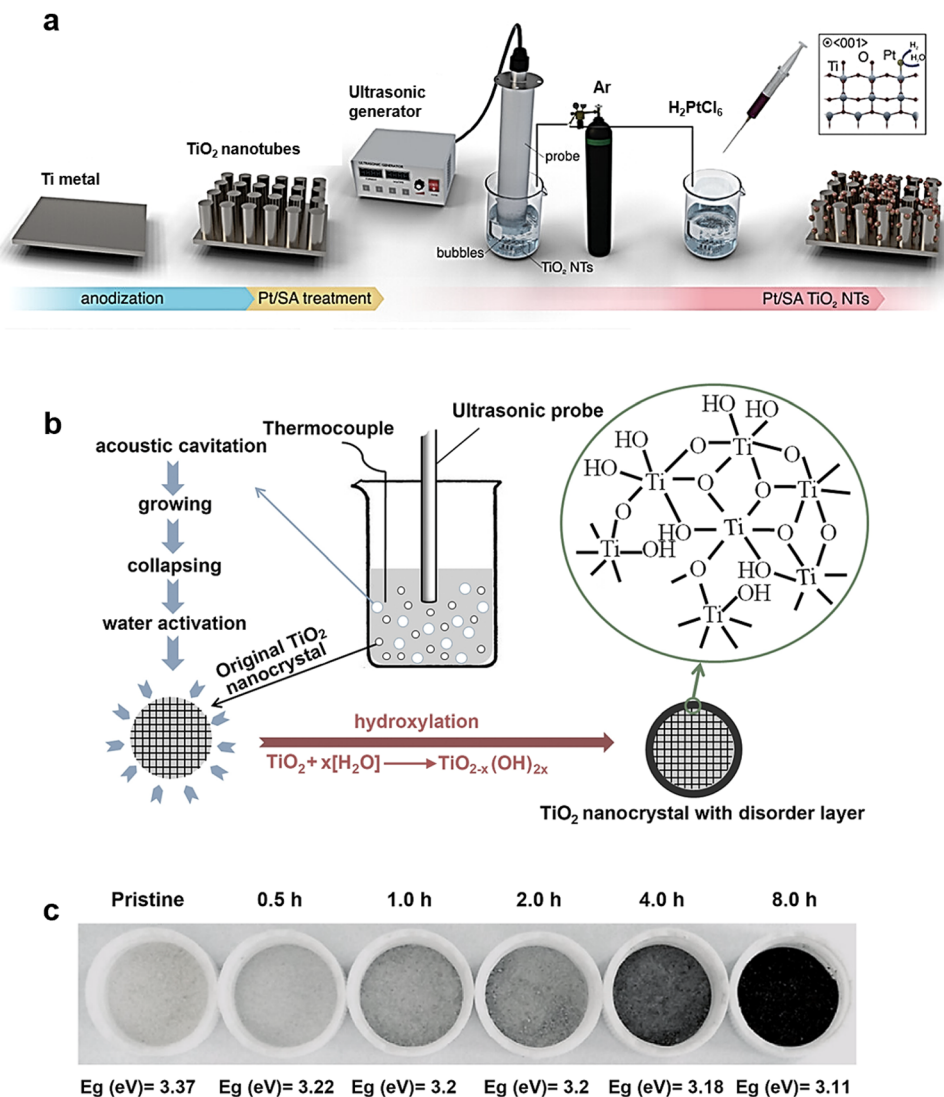 a
⊙<001>
Ti
O
Pt
H₂
H₂O
Ultrasonic
generator
Ar
H₂PtCl₆
TiO₂ nanotubes
probe
Ti metal
ULTRASONIC GENERATOR
bubbles
TiO₂ NTs
anodization
Pt/SA treatment
Pt/SA TiO₂ NTs
b
Ultrasonic probe
Thermocouple
acoustic cavitation
growing
collapsing
water activation
Original TiO₂
nanocrystal
HO
HO
HO
Ti
O
O
HO
Ti
O
Ti
O
O
HO
Ti
O
O
Ti
OH
O
HO
Ti
OH
Ti
hydroxylation
TiO₂ + x[H₂O] ⟶ TiO₂₋ₓ(OH)₂ₓ
TiO₂ nanocrystal with disorder layer
c
Pristine 0.5 h 1.0 h 2.0 h 4.0 h 8.0 h
Eg (eV)= 3.37 Eg (eV)= 3.22 Eg (eV)= 3.2 Eg (eV)= 3.2 Eg (eV)= 3.18 Eg (eV)= 3.11